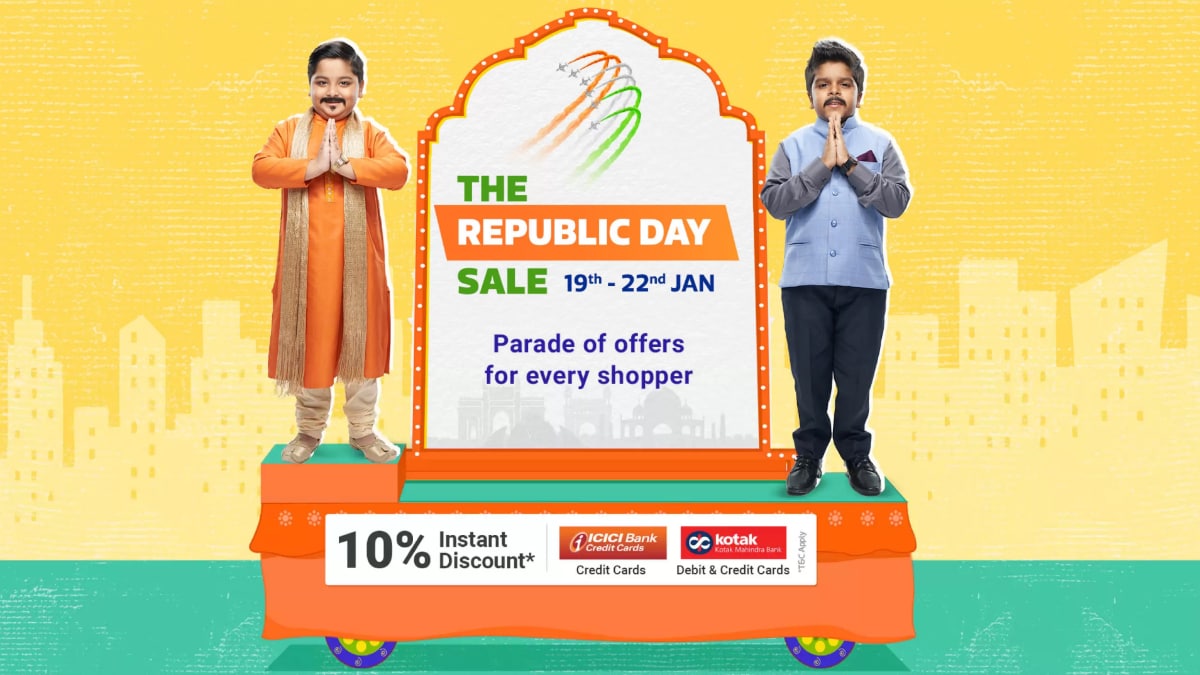 THE
REPUBLIC DAY
SALE 19th - 22nd JAN
Parade of offers
for every shopper
10% Instant
Discount*
ICICI Bank
Credit Cards
Credit Cards
kotak
Kotak Mahindra Bank
Debit & Credit Cards
*T&C Apply